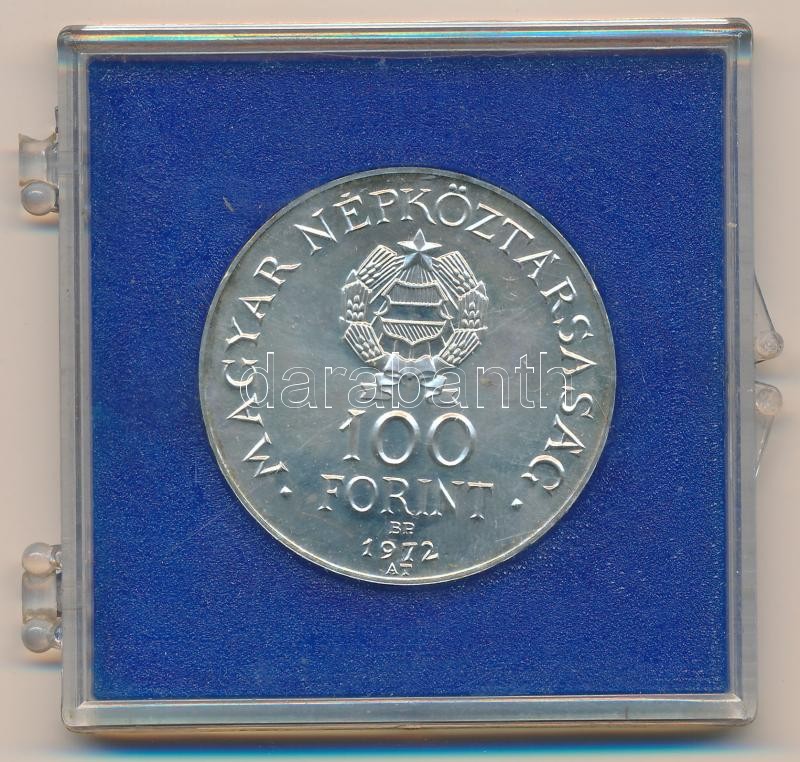 · MAGYAR NÉPKÖZTÁRSASÁG ·
100
FORINT
BP.
1972
AT
darabanth